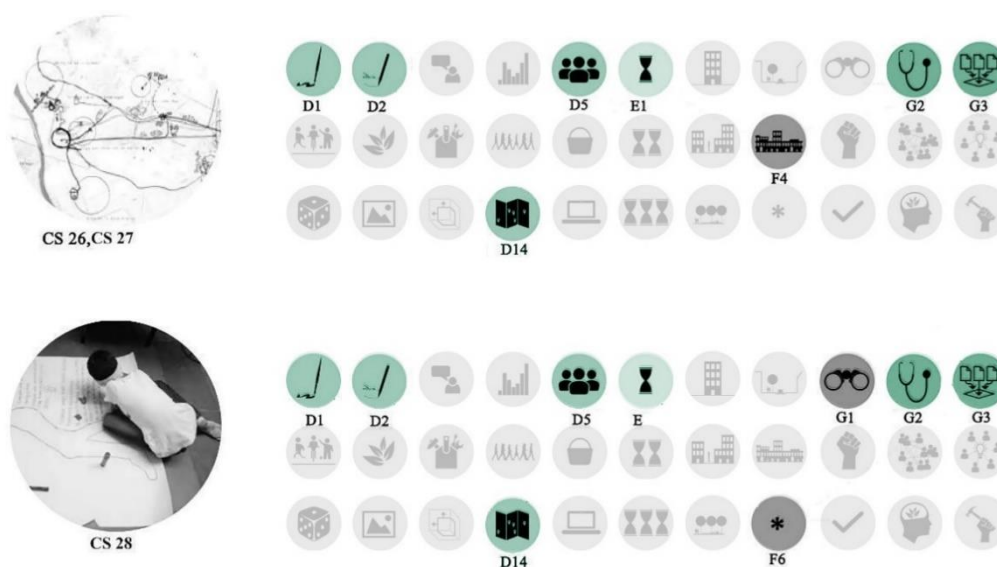 D1 D2 D5 E1 G2 G3
F4
CS 26,CS 27
D14
D1 D2 D5 E G1 G2 G3
CS 28
D14 F6